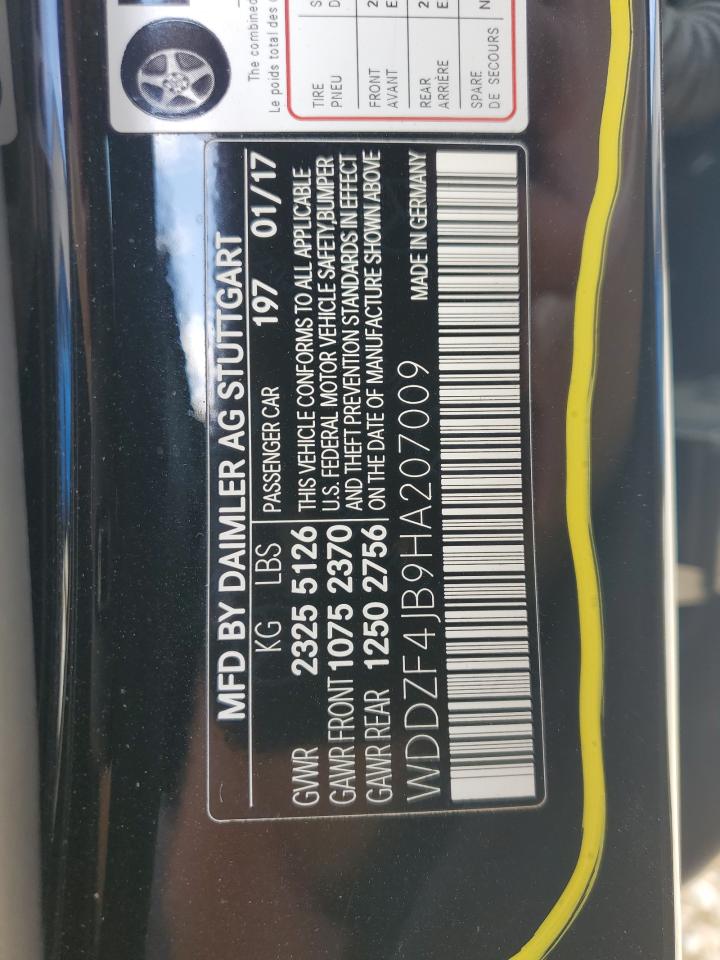 MFD BY DAIMLER AG STUTTGART
KG LBS PASSENGER CAR 197 01/17
GVWR 2325 5126 THIS VEHICLE CONFORMS TO ALL APPLICABLE
GAWR FRONT 1075 2370 U.S. FEDERAL MOTOR VEHICLE SAFETY, BUMPER
AND THEFT PREVENTION STANDARDS IN EFFECT
GAWR REAR 1250 2756 ON THE DATE OF MANUFACTURE SHOWN ABOVE
WDDZF4JB9HA207009 MADE IN GERMANY
The combined
Le poids total des
TIRE
PNEU
FRONT
AVANT
REAR
ARRIÈRE
SPARE
DE SECOURS